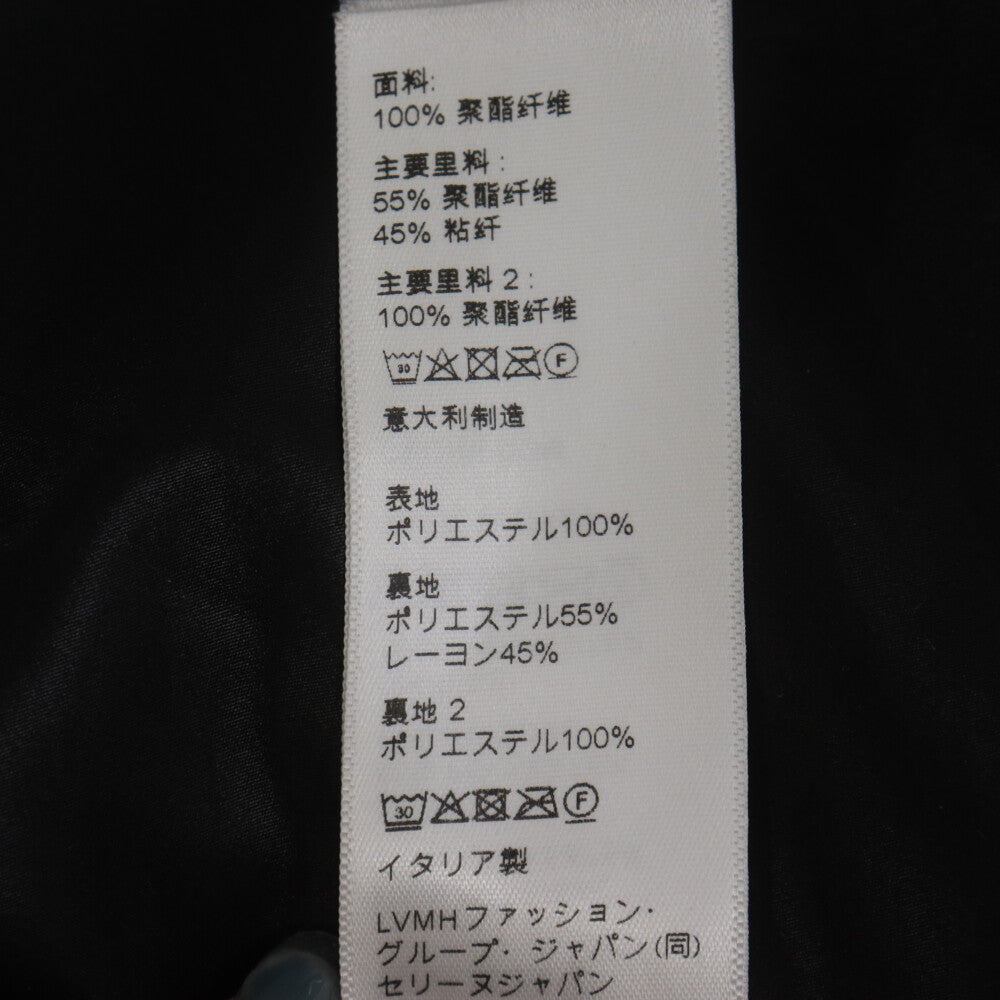 面料:
100% 聚酯纤维
主要里料 :
55% 聚酯纤维
45% 粘纤
主要里料 2 :
100% 聚酯纤维
30 F
意大利制造
表地
ポリエステル100%
裏地
ポリエステル55%
レーヨン45%
裏地 2
ポリエステル100%
30 F
イタリア製
LVMHファッション・
グループ・ ジャパン(同)
セリーヌジャパン